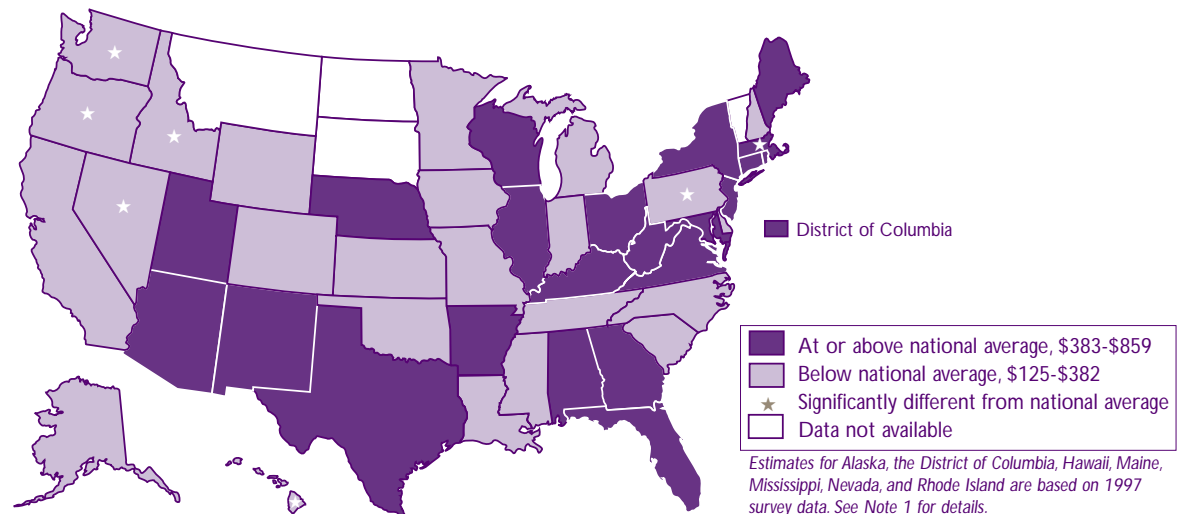 District of Columbia
At or above national average, $383-$859
Below national average, $125-$382
Significantly different from national average
Data not available
Estimates for Alaska, the District of Columbia, Hawaii, Maine,
Mississippi, Nevada, and Rhode Island are based on 1997
survey data. See Note 1 for details.